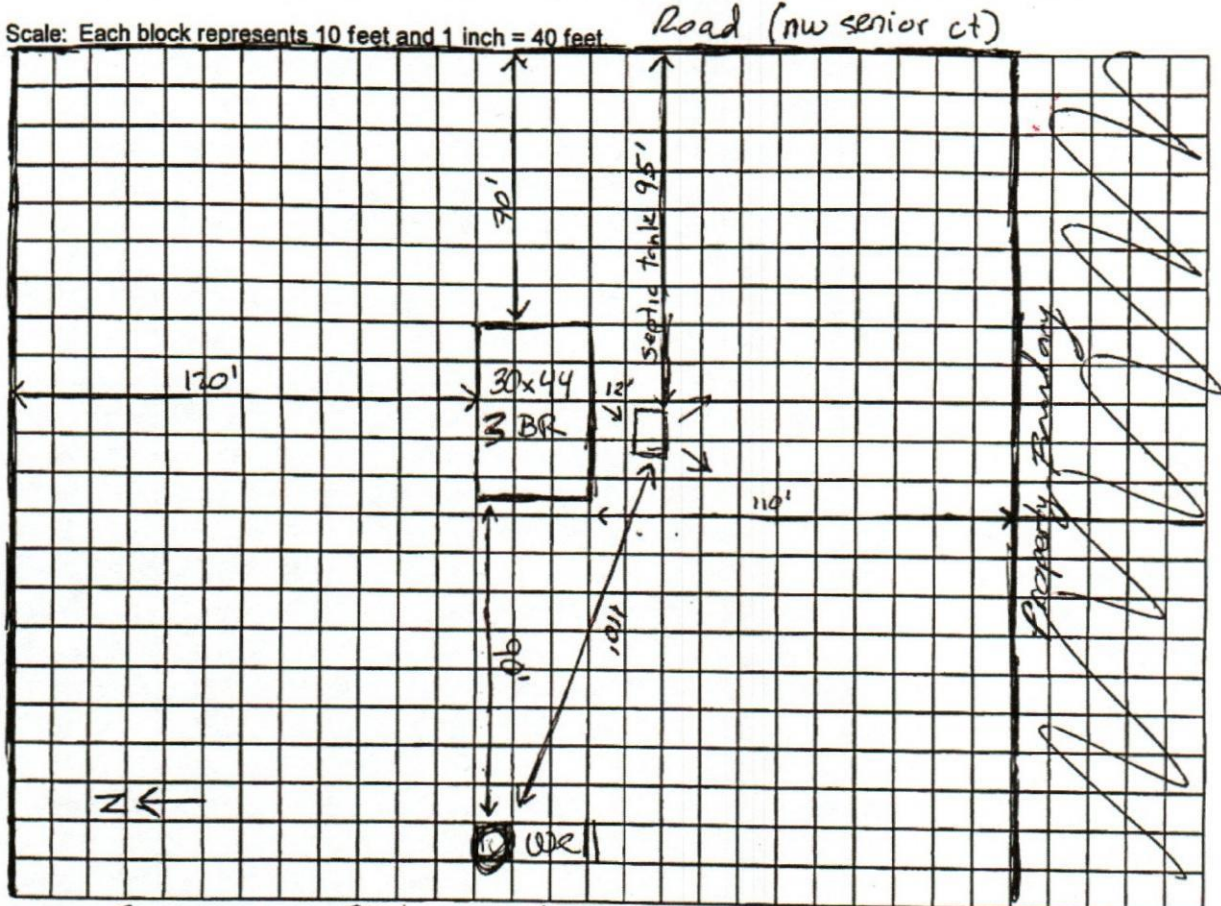 Road (nw senior ct)
Scale: Each block represents 10 feet and 1 inch = 40 feet.
70'
septic tank 95'
120'
30x44
3 BR
12'
110'
Property Boundary
90'
110'
N
well